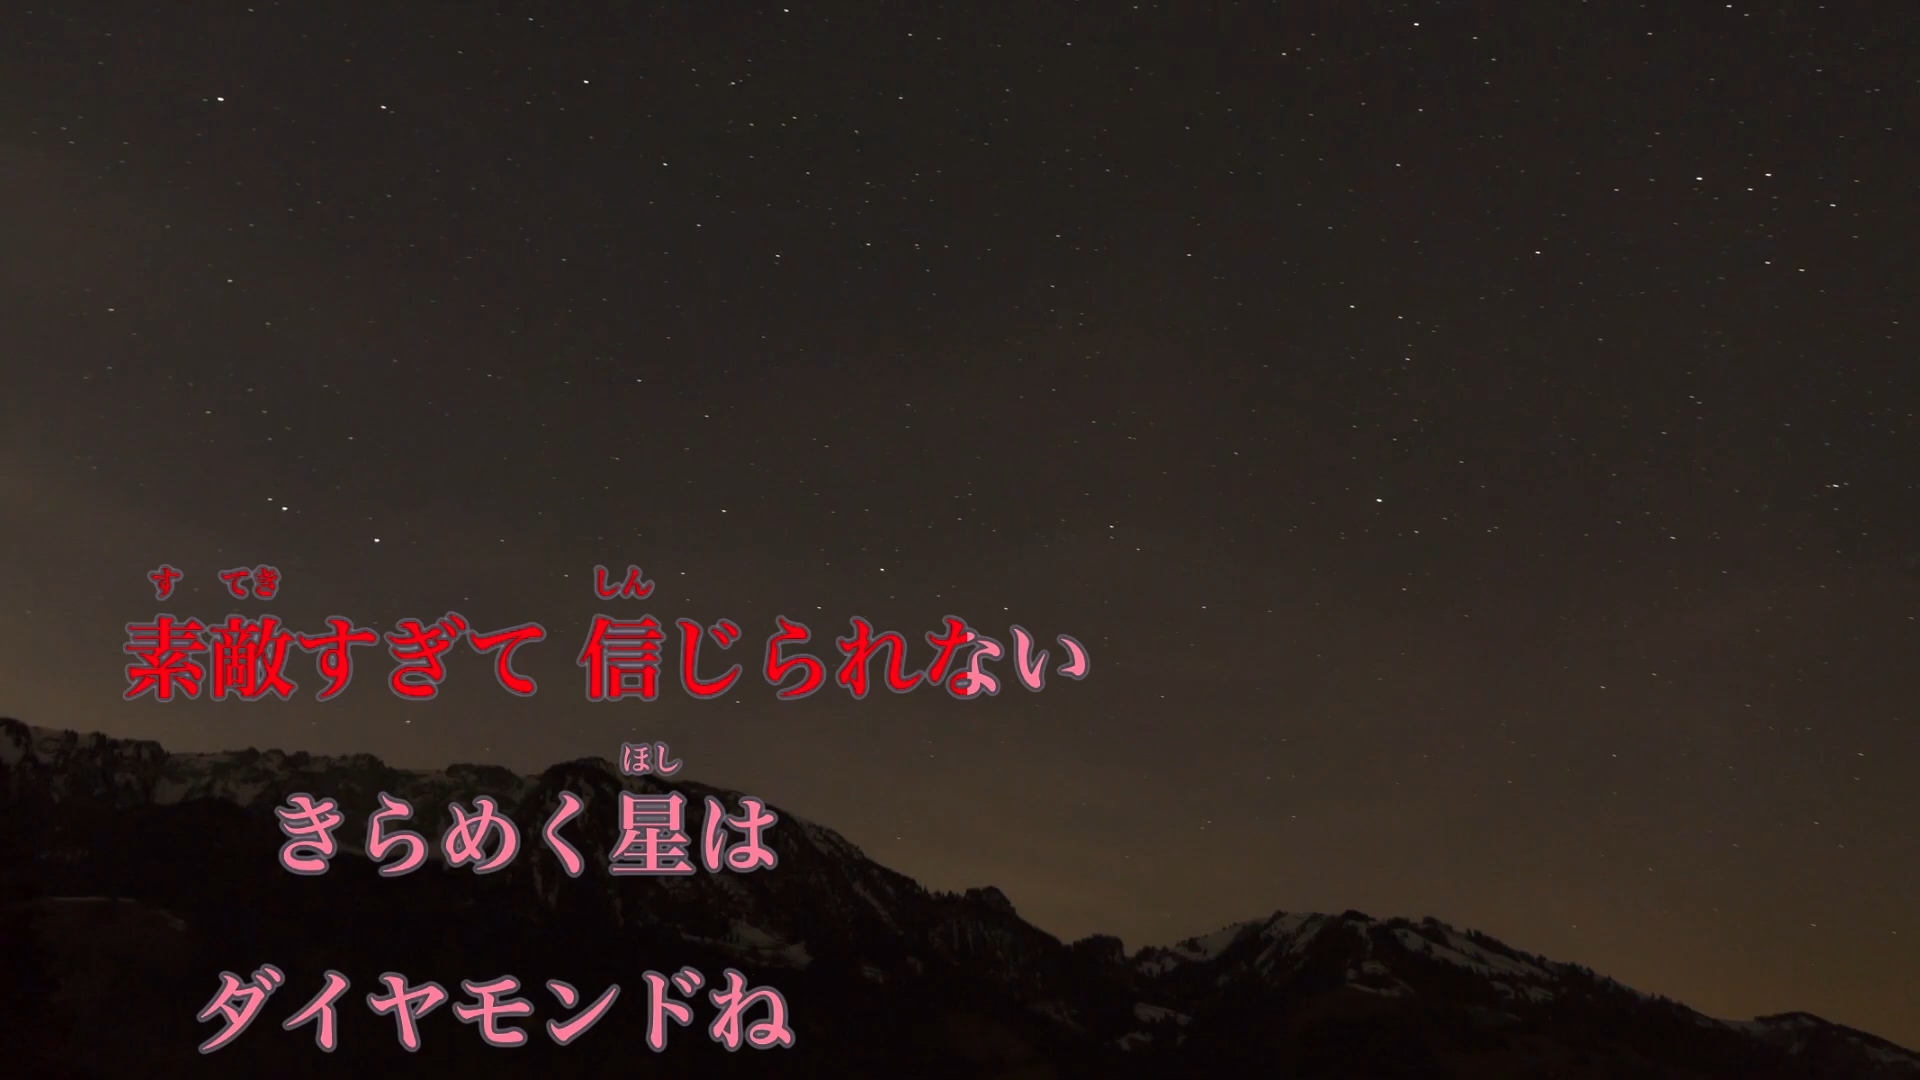 す てき しん
素敵すぎて 信じられない
ほし
きらめく星は
ダイヤモンドね